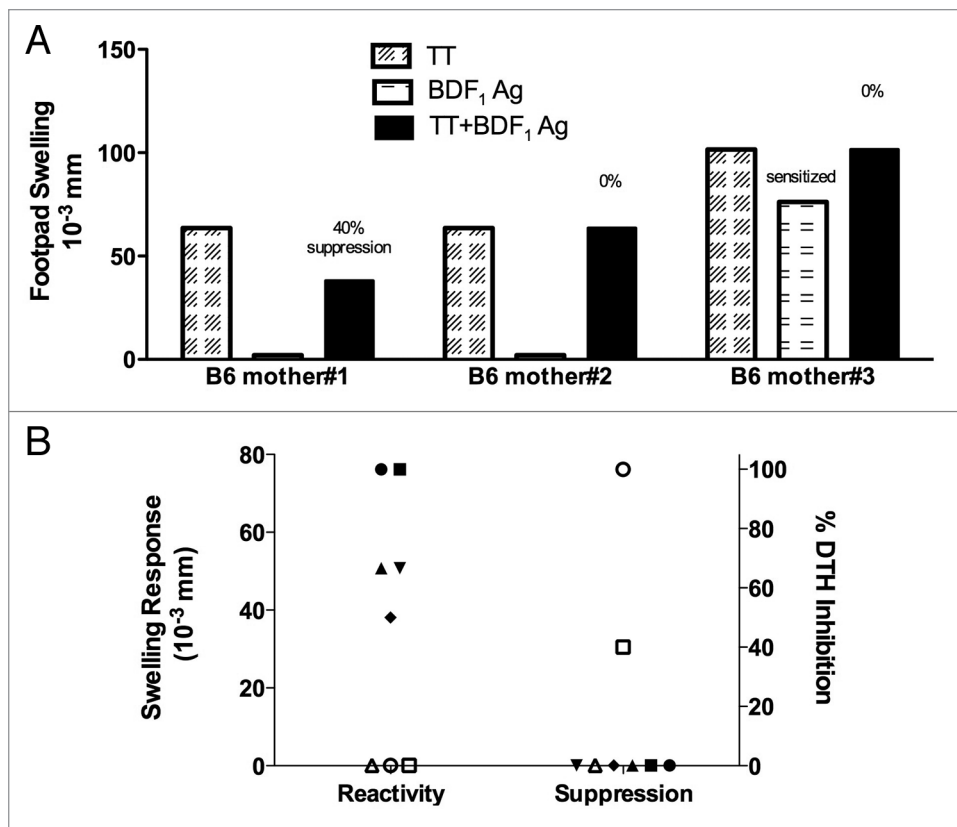 A
150
100
50
0
Footpad Swelling
10⁻³ mm
TT
BDF₁ Ag
TT+BDF₁ Ag
40%
suppression
0%
sensitized
0%
B6 mother#1
B6 mother#2
B6 mother#3
B
80
60
40
20
0
Swelling Response
(10⁻³ mm)
100
80
60
40
20
0
% DTH Inhibition
Reactivity
Suppression